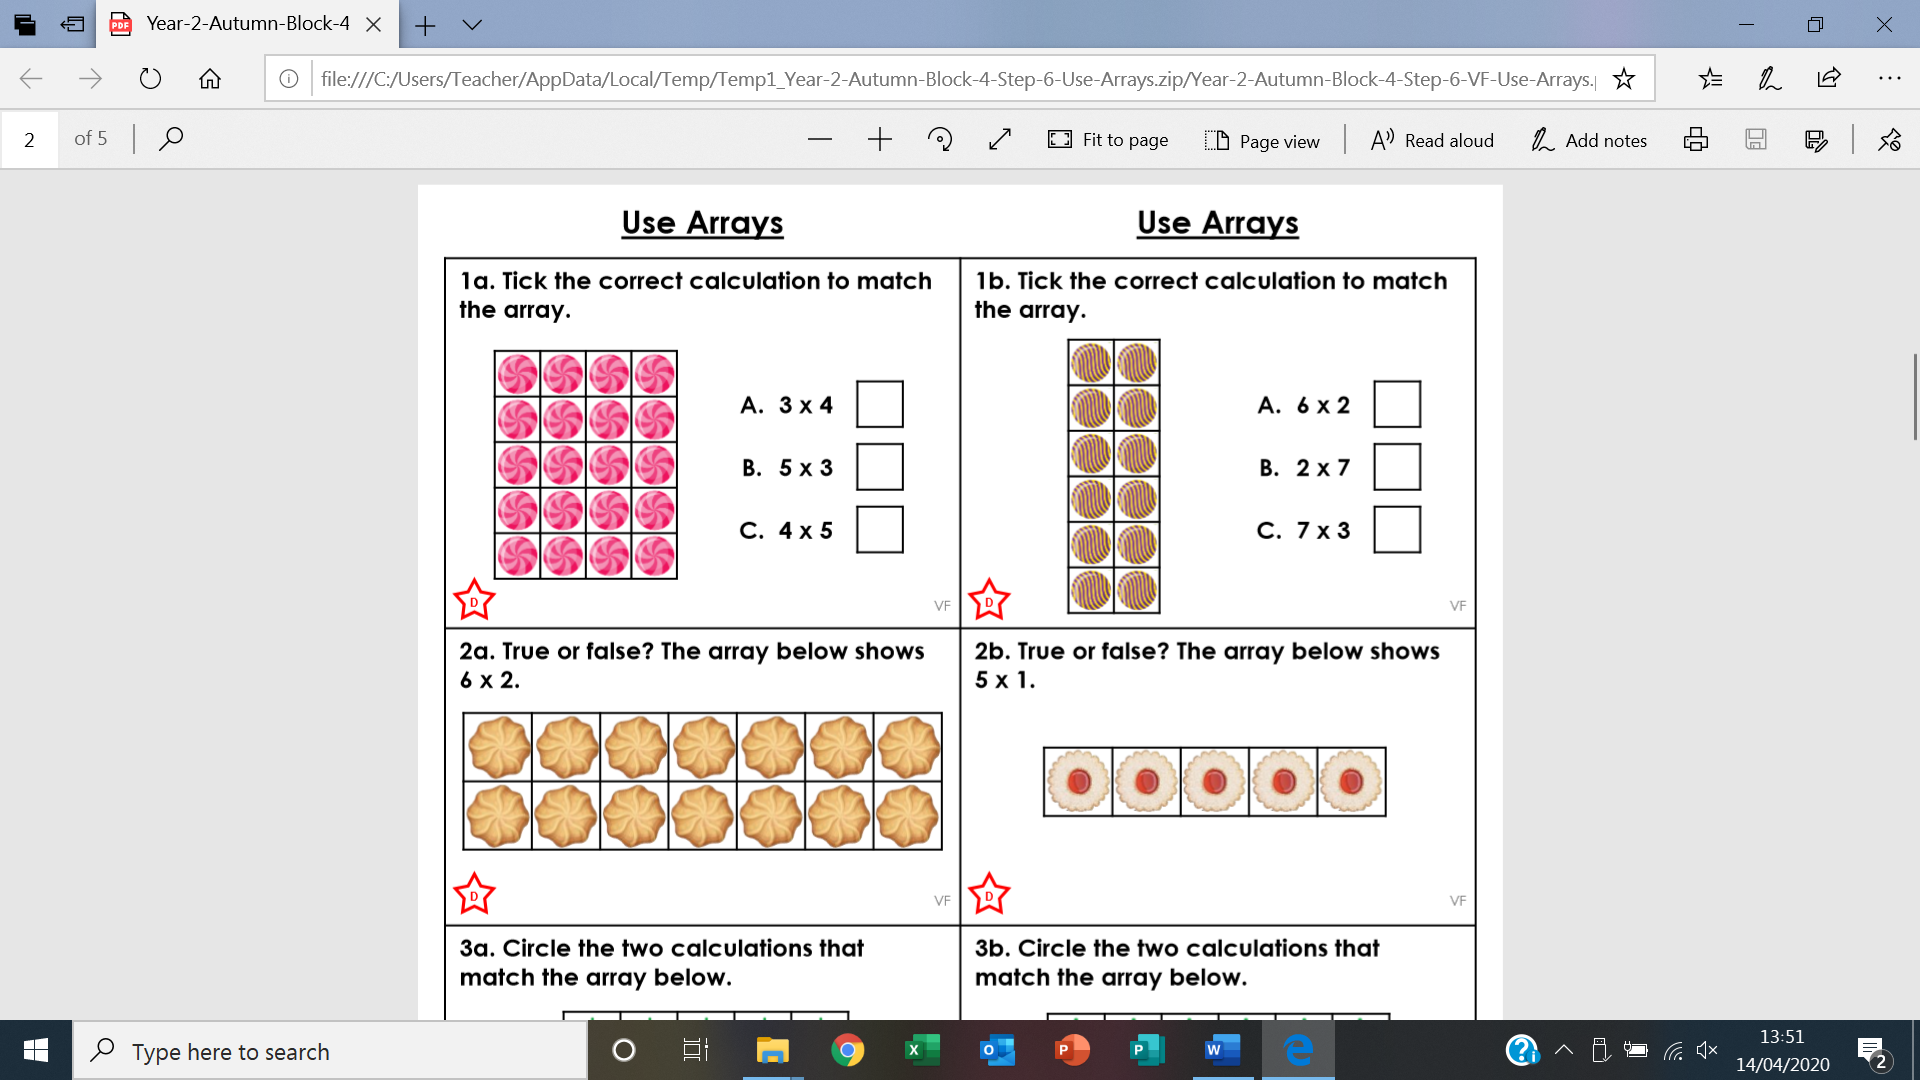 Year-2-Autumn-Block-4
file:///C:/Users/Teacher/AppData/Local/Temp/Temp1_Year-2-Autumn-Block-4-Step-6-Use-Arrays.zip/Year-2-Autumn-Block-4-Step-6-VF-Use-Arrays.
2 of 5
Fit to page
Page view
Read aloud
Add notes
Use Arrays
1a. Tick the correct calculation to match
the array.
A. 3 x 4
B. 5 x 3
C. 4 x 5
D
VF
2a. True or false? The array below shows
6 x 2.
D
VF
3a. Circle the two calculations that
match the array below.
Use Arrays
1b. Tick the correct calculation to match
the array.
A. 6 x 2
B. 2 x 7
C. 7 x 3
D
VF
2b. True or false? The array below shows
5 x 1.
D
VF
3b. Circle the two calculations that
match the array below.
Type here to search
13:51
14/04/2020
2